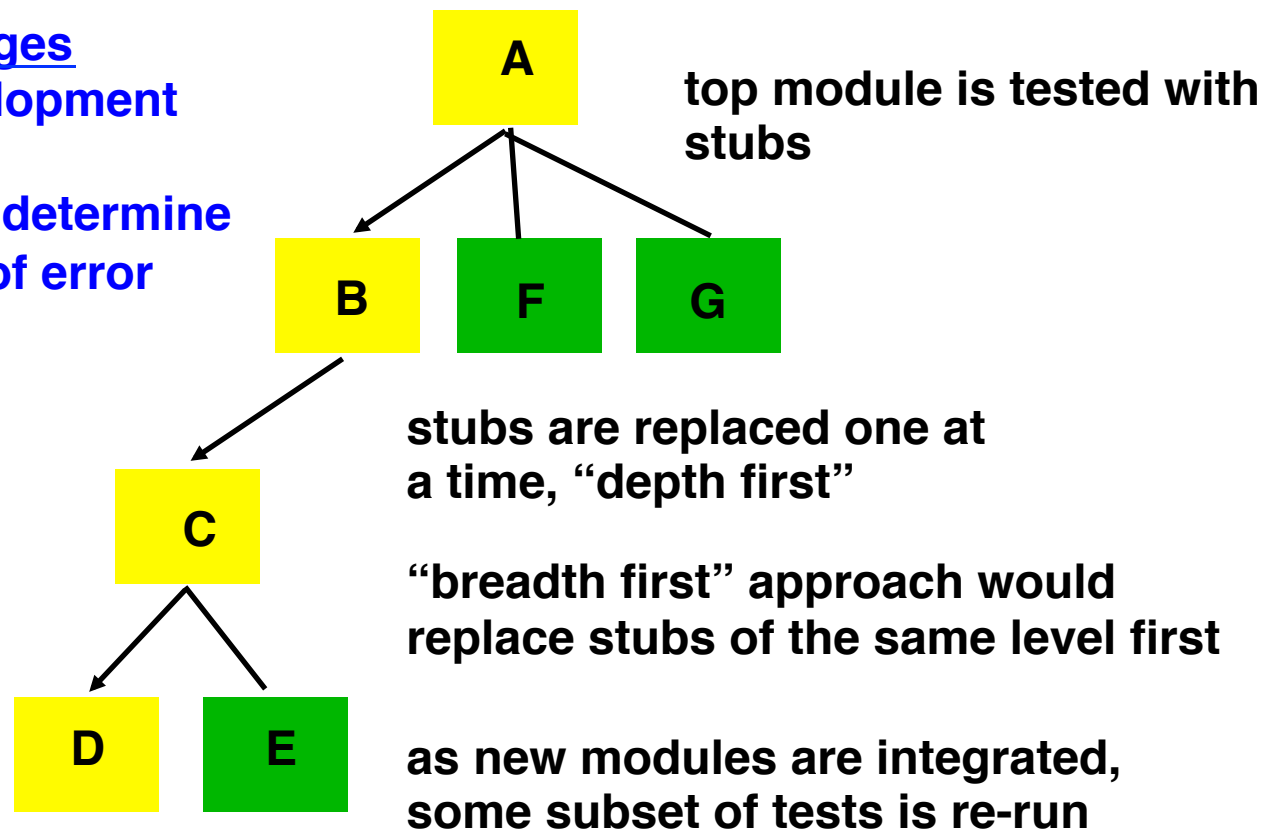 ges
lopment
determine
of error
A
top module is tested with
stubs
B
F
G
stubs are replaced one at
a time, “depth first”
C
“breadth first” approach would
replace stubs of the same level first
D
E
as new modules are integrated,
some subset of tests is re-run